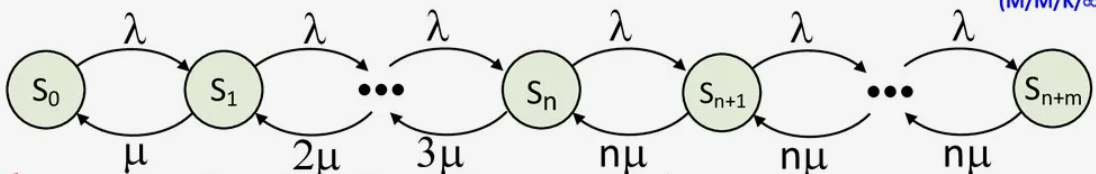 (M/M/K/∞
λ λ λ λ λ λ
S₀ S₁ ••• Sₙ Sₙ₊₁ ••• Sₙ₊ₘ
μ 2μ 3μ nμ nμ nμ